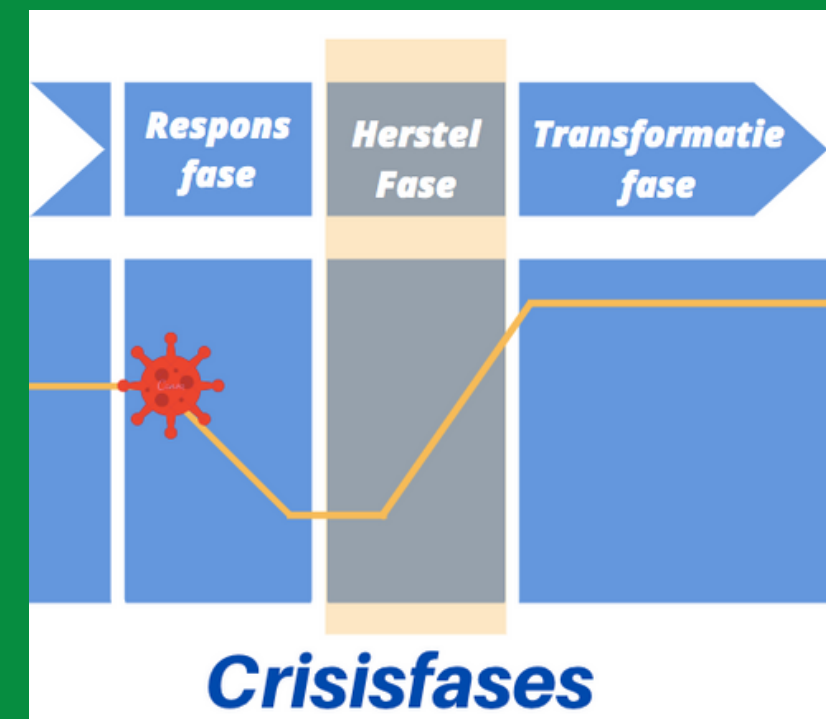 Respons
fase
Herstel
Fase
Transformatie
fase
Crisisfases